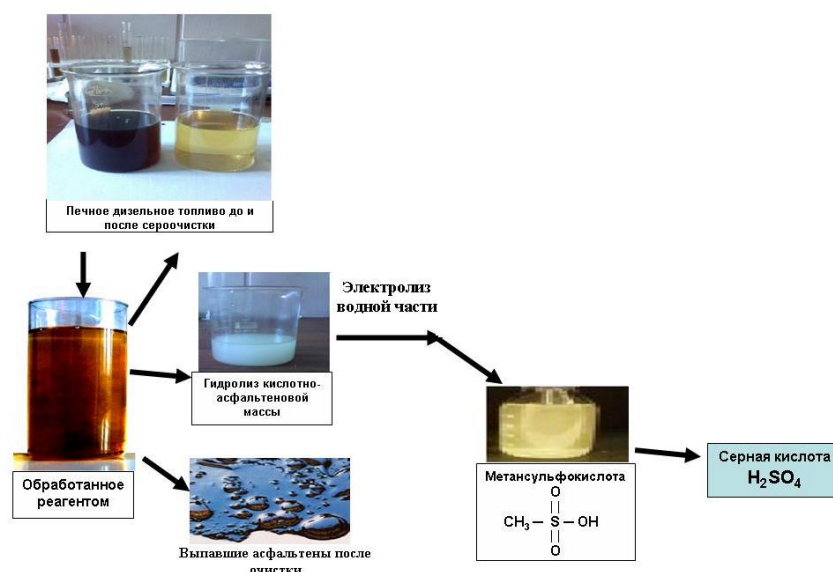 Печное дизельное топливо до и
после сероочистки
Электролиз
водной части
Гидролиз кислотно-
асфальтеновой
массы
Обработанное
реагентом
Выпавшие асфальтены после
очистки
Метансульфокислота
O
||
CH₃ – S – OH
||
O
Серная кислота
H₂SO₄